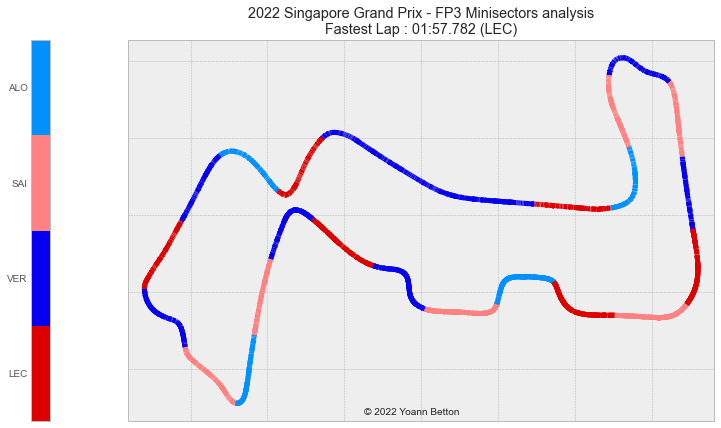 2022 Singapore Grand Prix - FP3 Minisectors analysis
Fastest Lap : 01:57.782 (LEC)
ALO
SAI
VER
LEC
© 2022 Yoann Betton